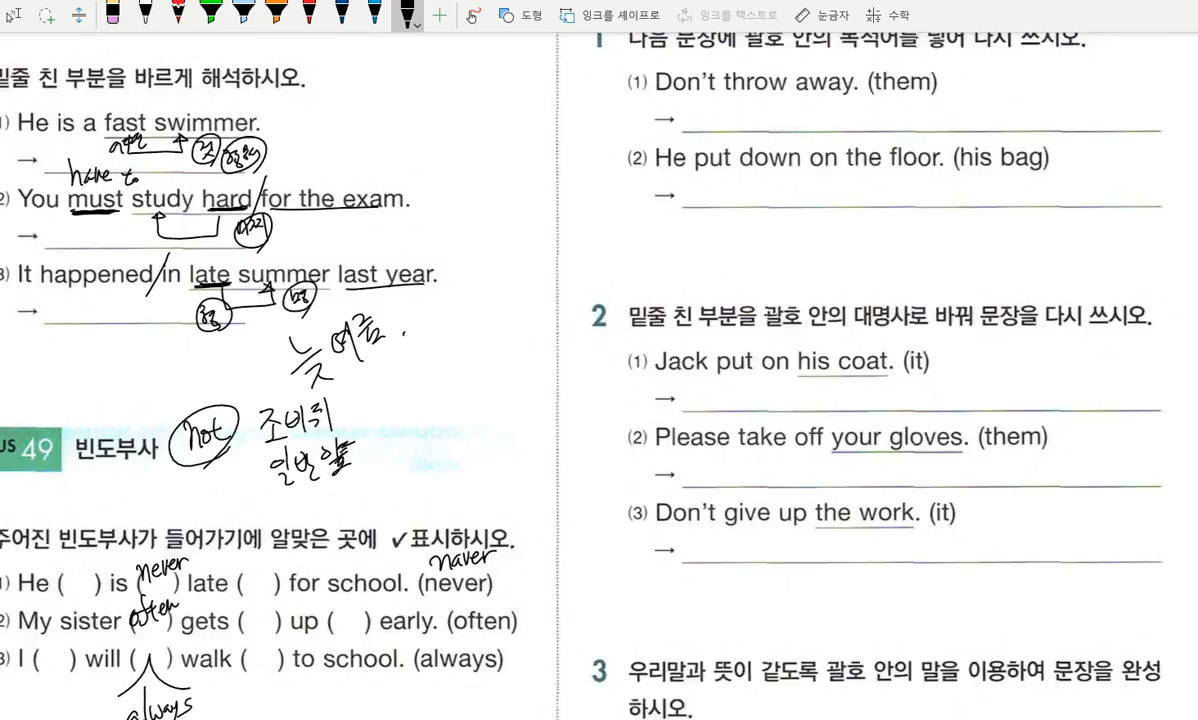 도형
잉크를 셰이프로
잉크를 텍스트로
눈금자
수학
밑줄 친 부분을 바르게 해석하시오.
1) He is a fast swimmer.
→
have to
2) You must study hard / for the exam.
→
3) It happened / in late summer last year.
→
늦여름.
US 49 빈도부사
not 조비뒤
일반앞
주어진 빈도부사가 들어가기에 알맞은 곳에 ✓표시하시오.
never
naver
1) He ( ) is ( ) late ( ) for school. (never)
often
2) My sister ( ) gets ( ) up ( ) early. (often)
3) I ( ) will ( ) walk ( ) to school. (always)
always
1 다음 문장에 괄호 안의 목적어를 넣어 다시 쓰시오.
(1) Don't throw away. (them)
→
(2) He put down on the floor. (his bag)
→
2 밑줄 친 부분을 괄호 안의 대명사로 바꿔 문장을 다시 쓰시오.
(1) Jack put on his coat. (it)
→
(2) Please take off your gloves. (them)
→
(3) Don't give up the work. (it)
→
3 우리말과 뜻이 같도록 괄호 안의 말을 이용하여 문장을 완성
하시오.